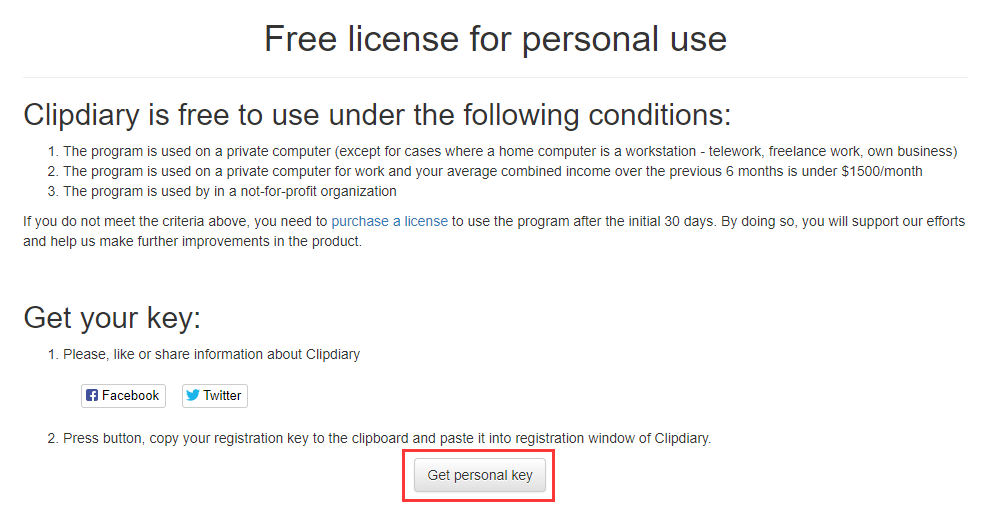 Free license for personal use
Clipdiary is free to use under the following conditions:
1. The program is used on a private computer (except for cases where a home computer is a workstation - telework, freelance work, own business)
2. The program is used on a private computer for work and your average combined income over the previous 6 months is under $1500/month
3. The program is used by in a not-for-profit organization
If you do not meet the criteria above, you need to purchase a license to use the program after the initial 30 days. By doing so, you will support our efforts
and help us make further improvements in the product.
Get your key:
1. Please, like or share information about Clipdiary
Facebook Twitter
2. Press button, copy your registration key to the clipboard and paste it into registration window of Clipdiary.
Get personal key